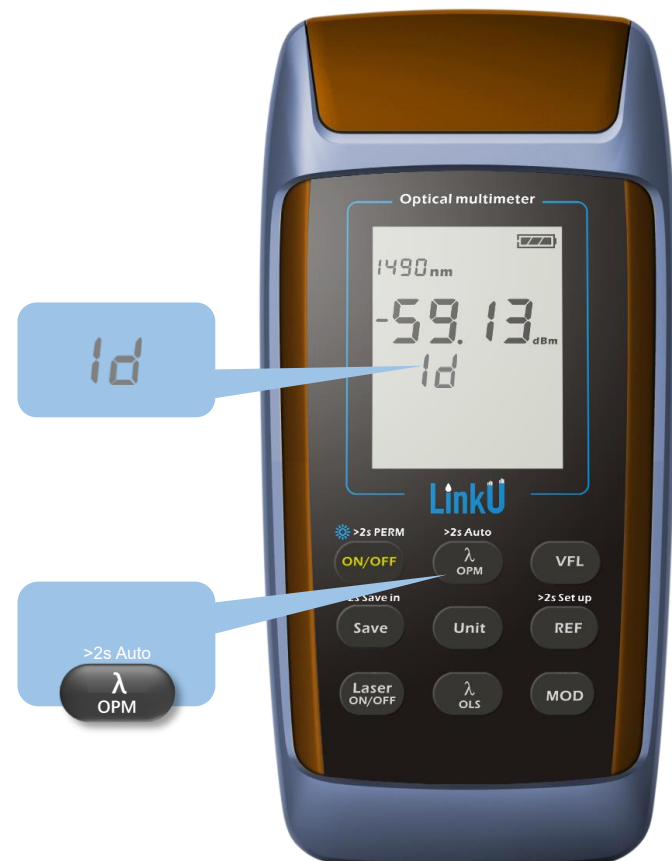 Optical multimeter
1490nm
-59.13dBm
1d
1d
LinkU
>2s PERM
>2s Auto
ON/OFF
λ
OPM
VFL
>2s Save in
>2s Set up
Save
Unit
REF
Laser
ON/OFF
λ
OLS
MOD
>2s Auto
λ
OPM